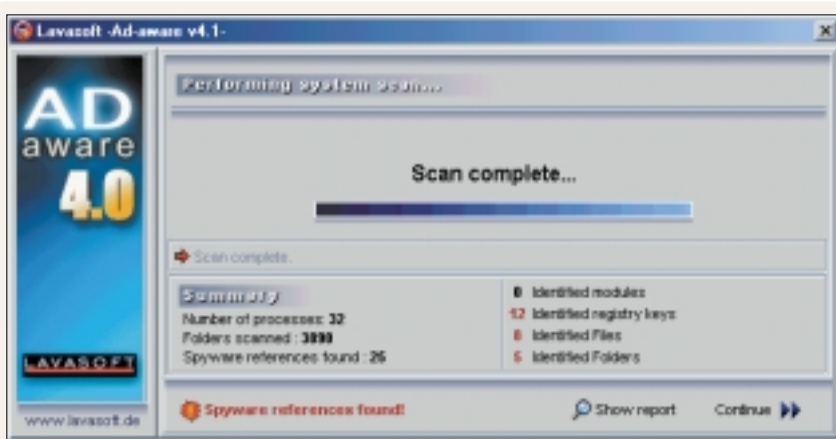 Lavasoft -Ad-aware v4.1-
AD
aware
4.0
LAVASOFT
www.lavasoft.de
Performing system scan...
Scan complete...
Scan complete.
Summary
Number of processes: 32
Folders scanned :
Spyware references found :
0 Identified modules
12 Identified registry keys
8 Identified Files
5 Identified Folders
Spyware references found!
Show report
Continue